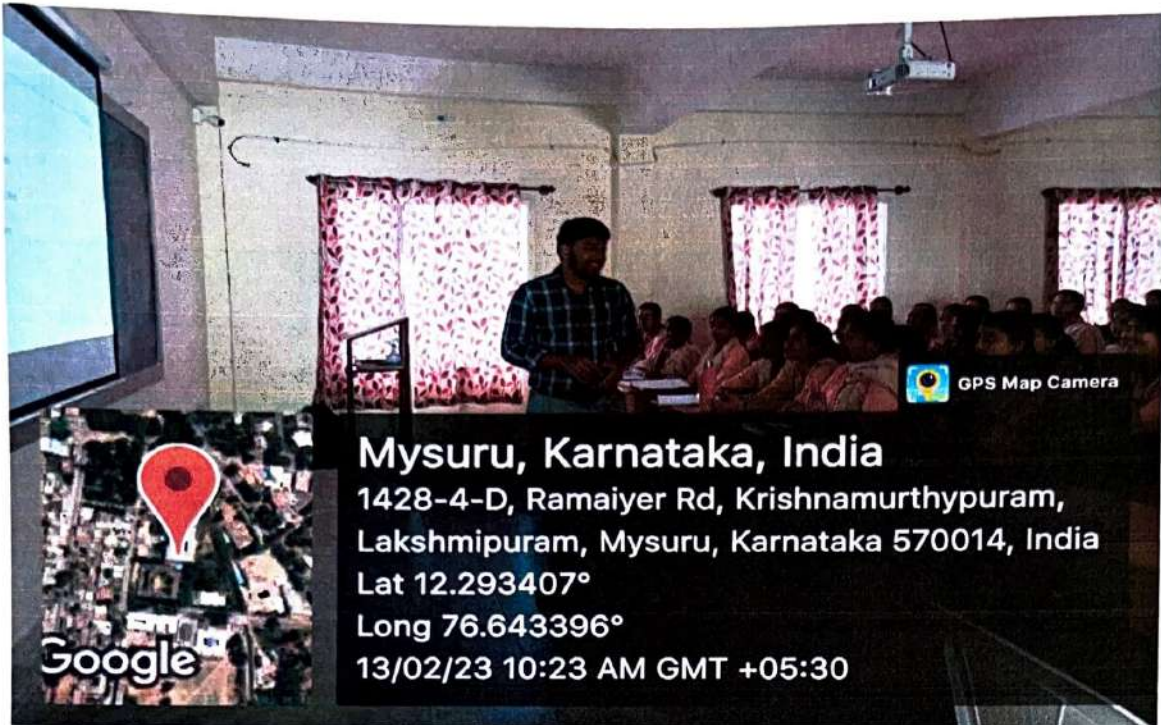 GPS Map Camera
Mysuru, Karnataka, India
1428-4-D, Ramaiyer Rd, Krishnamurthypuram,
Lakshmipuram, Mysuru, Karnataka 570014, India
Lat 12.293407°
Long 76.643396°
13/02/23 10:23 AM GMT +05:30
Google